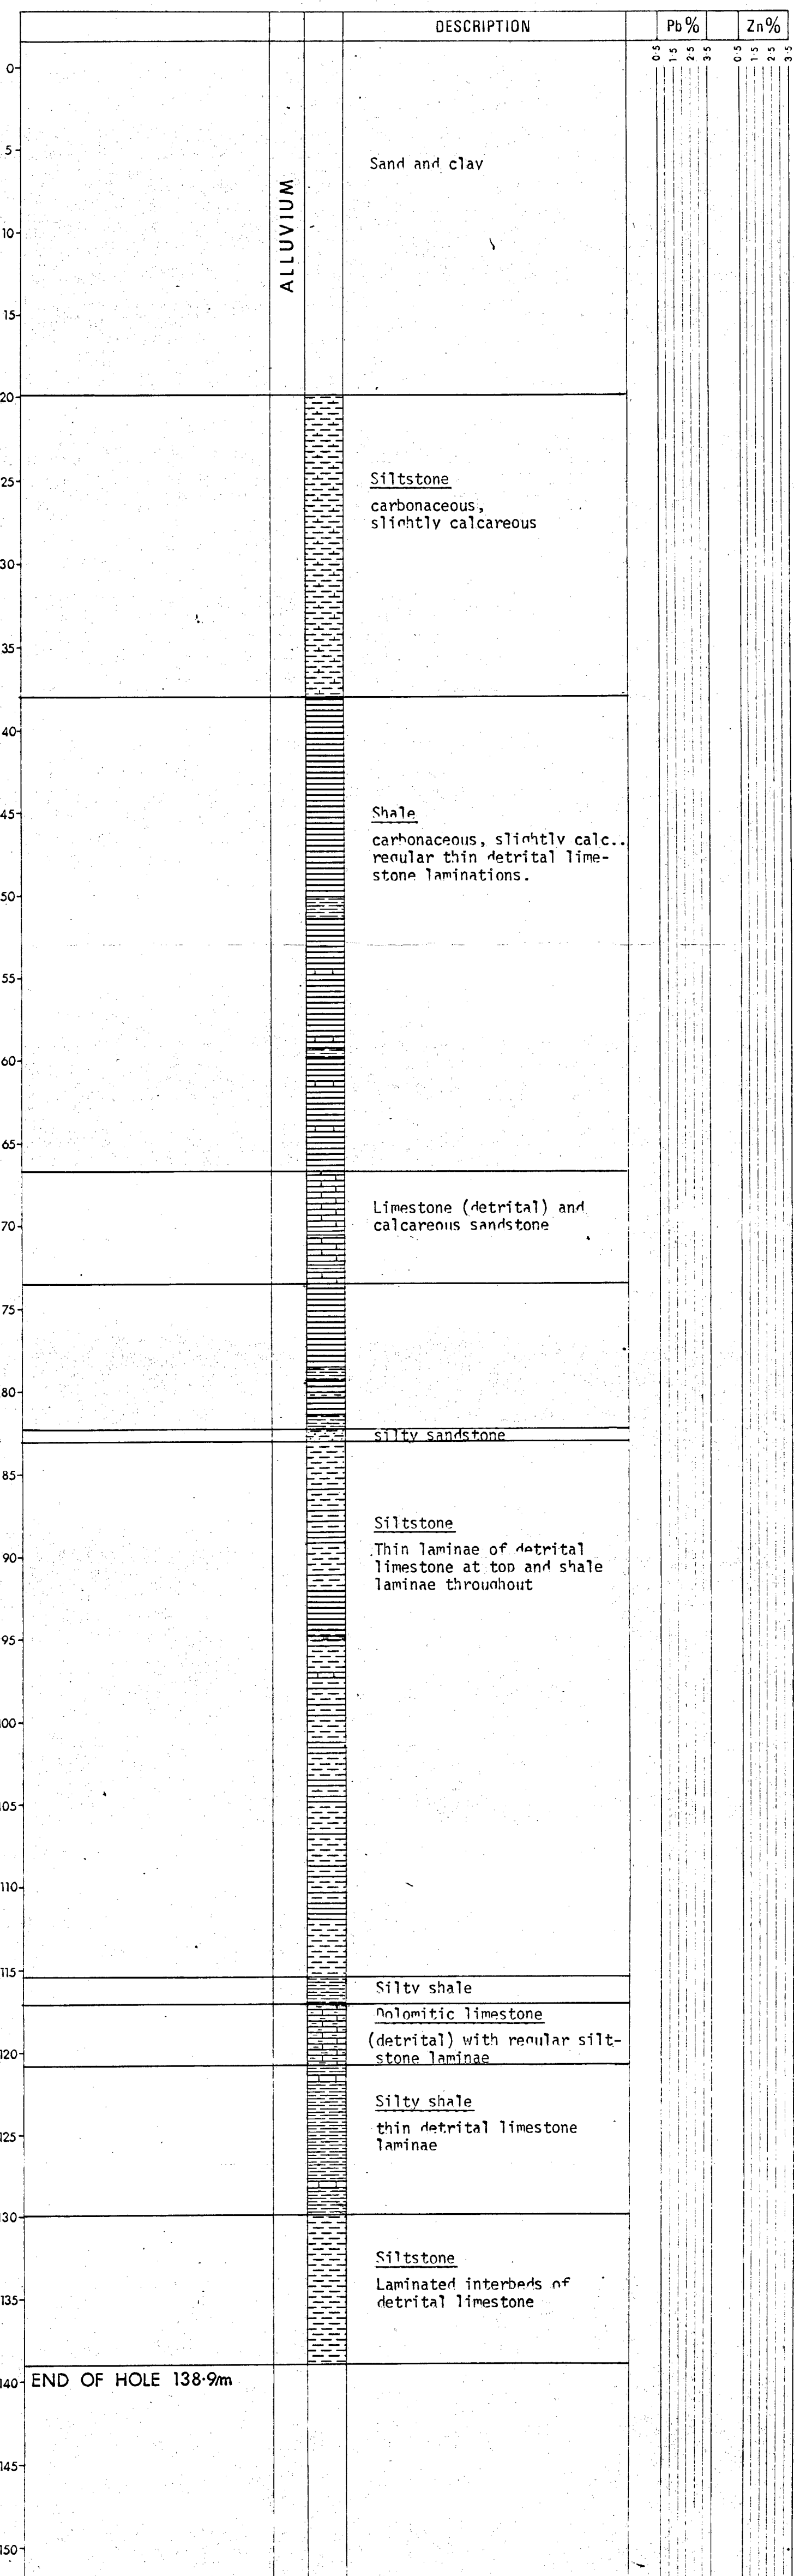 DESCRIPTION Pb% Zn%
0·5 1·5 2·5 3·5 0·5 1·5 2·5 3·5
0
5
Sand and clay
ALLUVIUM
10
15
20
25
Siltstone
carbonaceous,
slightly calcareous
30
35
40
45
Shale
carbonaceous, slightly calc..
regular thin detrital lime-
stone laminations.
50
55
60
65
Limestone (detrital) and
calcareous sandstone
70
75
80
silty sandstone
85
Siltstone
Thin laminae of detrital
limestone at top and shale
laminae throughout
90
95
100
105
110
115
Silty shale
Dolomitic limestone
(detrital) with regular silt-
stone laminae
120
Silty shale
thin detrital limestone
laminae
125
130
Siltstone
Laminated interbeds of
detrital limestone
135
140 END OF HOLE 138·9m
145
150